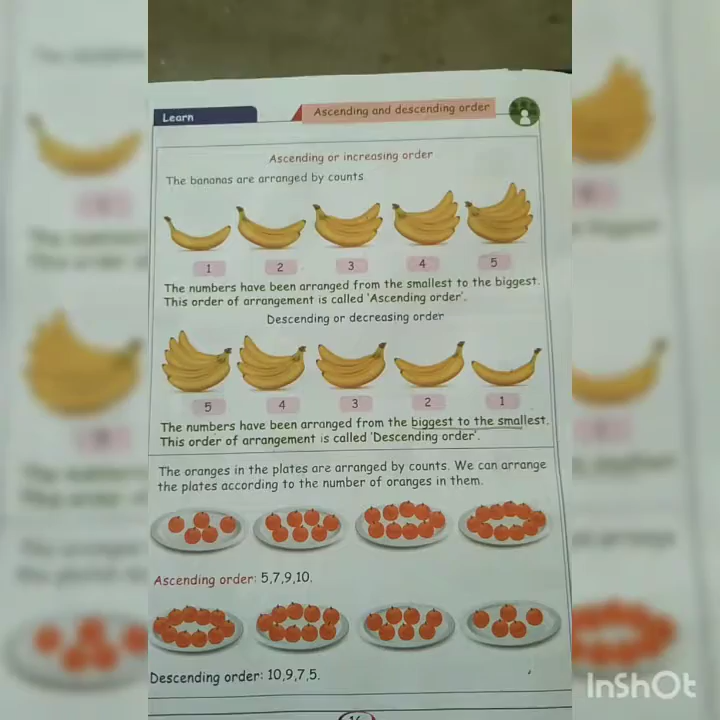 Learn
Ascending and descending order
Ascending or increasing order
The bananas are arranged by counts
1 2 3 4 5
The numbers have been arranged from the smallest to the biggest.
This order of arrangement is called 'Ascending order'.
Descending or decreasing order
5 4 3 2 1
The numbers have been arranged from the biggest to the smallest.
This order of arrangement is called 'Descending order'.
The oranges in the plates are arranged by counts. We can arrange
the plates according to the number of oranges in them.
Ascending order: 5,7,9,10.
Descending order: 10,9,7,5.
InShOt